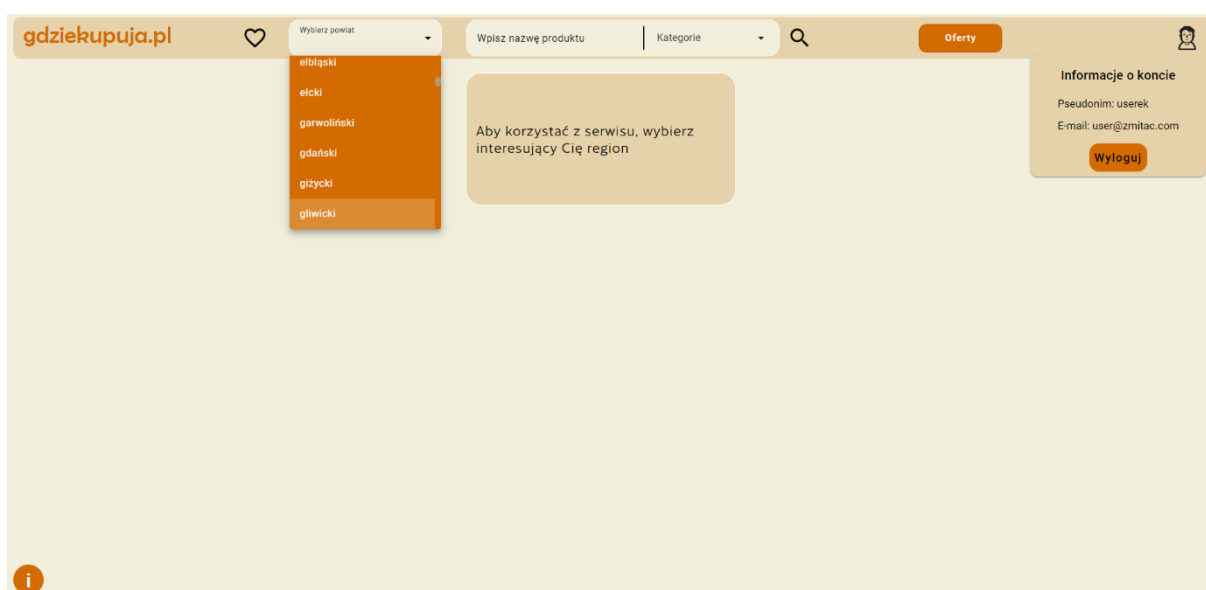 gdziekupuja.pl
Wybierz powiat
Wpisz nazwę produktu
Kategorie
Oferty
elbląski
ełcki
garwoliński
gdański
giżycki
gliwicki
Aby korzystać z serwisu, wybierz
interesujący Cię region
Informacje o koncie
Pseudonim: userek
E-mail: user@zmitac.com
Wyloguj
i